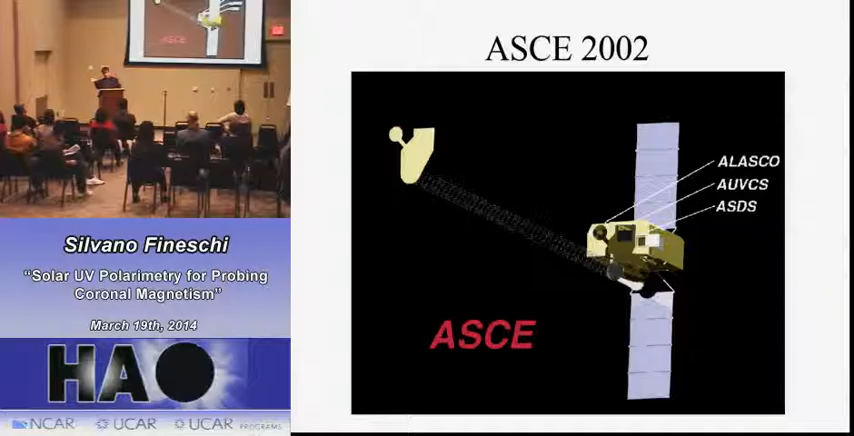 ASCE
Silvano Fineschi
“Solar UV Polarimetry for Probing
Coronal Magnetism”
March 19th, 2014
HAO
NCAR UCAR UCAR PROGRAMS
ASCE 2002
ALASCO
AUVCS
ASDS
ASCE